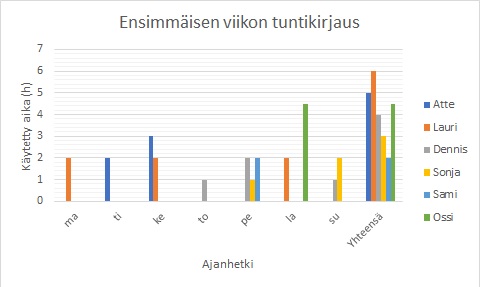 Ensimmäisen viikon tuntikirjaus
Käytetty aika (h)
7
6
5
4
3
2
1
0
ma
ti
ke
to
pe
la
su
Yhteensä
Ajanhetki
Atte
Lauri
Dennis
Sonja
Sami
Ossi